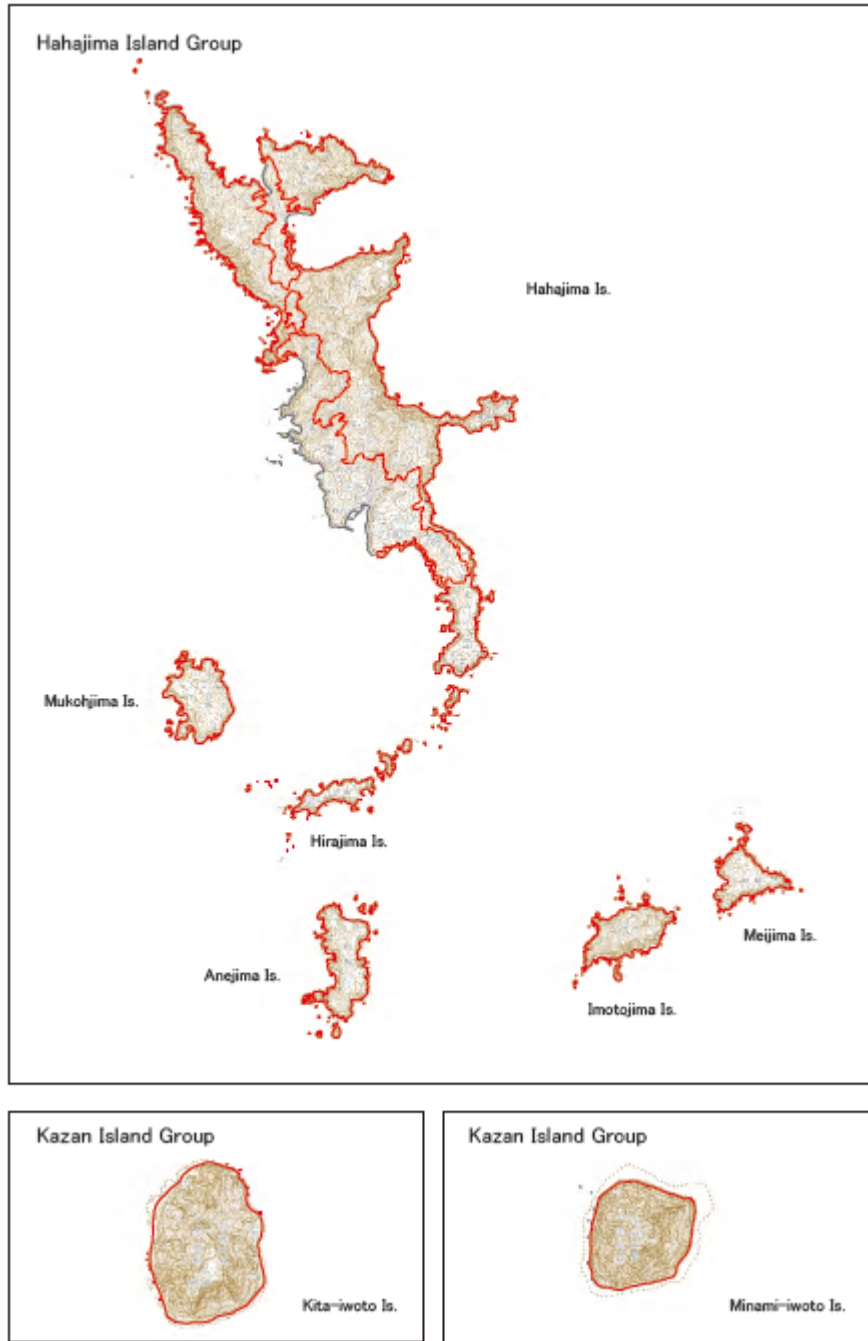 Hahajima Island Group
Hahajima Is.
Mukohjima Is.
Hirajima Is.
Meijima Is.
Anejima Is.
Imotojima Is.
Kazan Island Group
Kita-iwoto Is.
Kazan Island Group
Minami-iwoto Is.